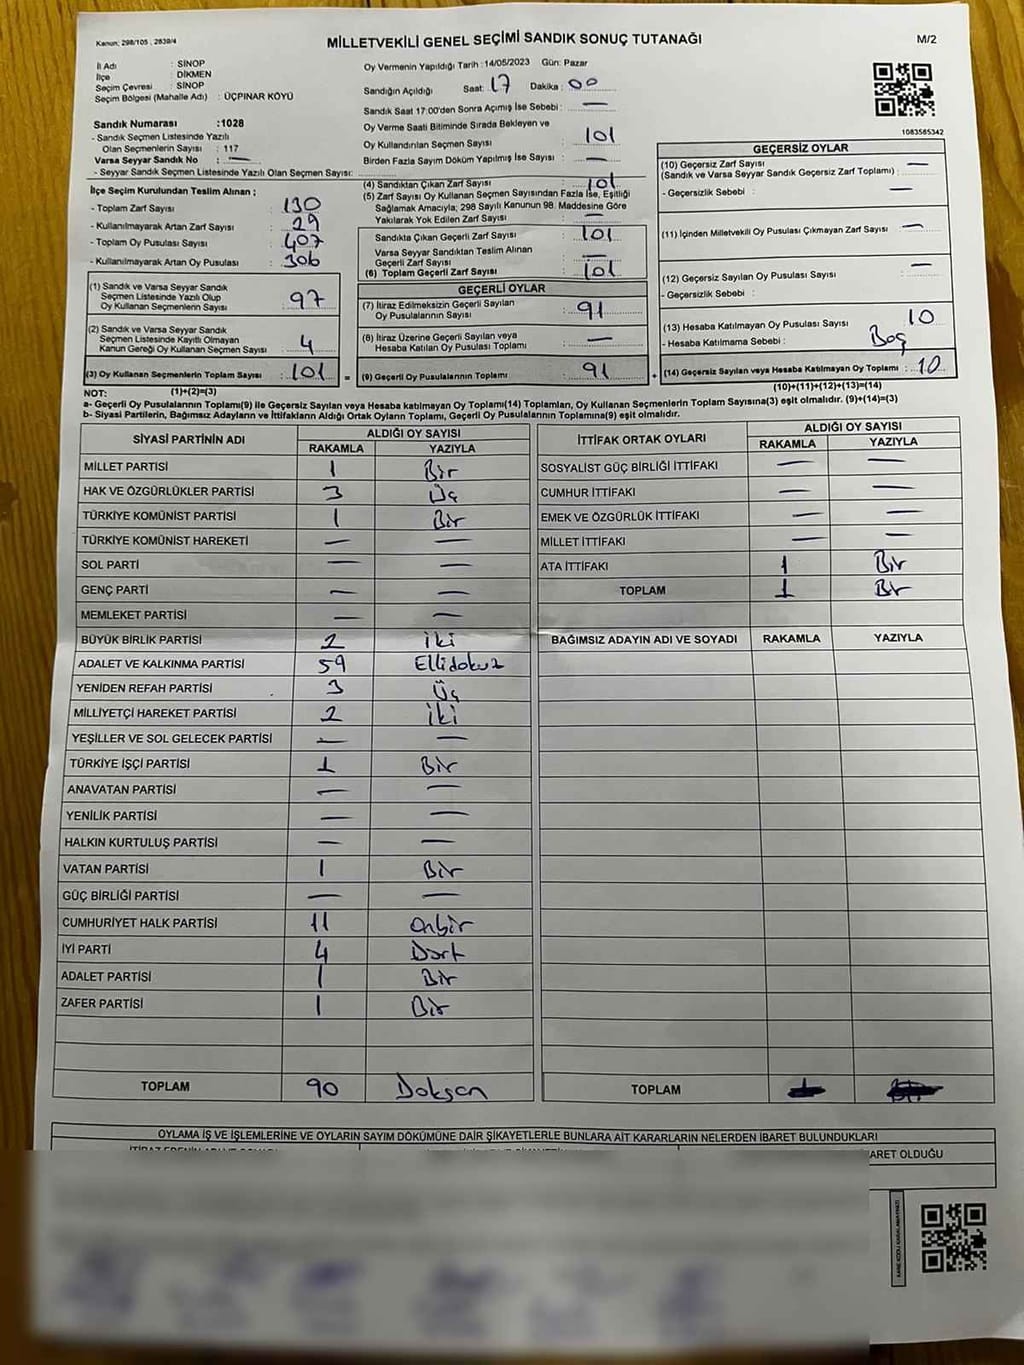 Kanun: 298/105 , 2839/4
MİLLETVEKİLİ GENEL SEÇİMİ SANDIK SONUÇ TUTANAĞI
M/2
İl Adı : SİNOP
İlçe : DİKMEN
Seçim Çevresi : SİNOP
Seçim Bölgesi (Mahalle Adı) : ÜÇPINAR KÖYÜ
Sandık Numarası :1028
- Sandık Seçmen Listesinde Yazılı
Olan Seçmenlerin Sayısı : 117
Varsa Seyyar Sandık No : —
- Seyyar Sandık Seçmen Listesinde Yazılı Olan Seçmen Sayısı:
İlçe Seçim Kurulundan Teslim Alınan ;
- Toplam Zarf Sayısı : 130
- Kullanılmayarak Artan Zarf Sayısı : 29
- Toplam Oy Pusulası Sayısı : 407
- Kullanılmayarak Artan Oy Pusulası : 306
(1) Sandık ve Varsa Seyyar Sandık
Seçmen Listesinde Yazılı Olup
Oy Kullanan Seçmenlerin Sayısı : 97
(2) Sandık ve Varsa Seyyar Sandık
Seçmen Listesinde Kayıtlı Olmayan
Kanun Gereği Oy Kullanan Seçmen Sayısı : 4
(3) Oy Kullanan Seçmenlerin Toplam Sayısı : 101
Oy Vermenin Yapıldığı Tarih : 14/05/2023 Gün: Pazar
Sandığın Açıldığı Saat: 17 Dakika : 00
Sandık Saat 17:00'den Sonra Açımış İse Sebebi : —
Oy Verme Saati Bitiminde Sırada Bekleyen ve
Oy Kullandırılan Seçmen Sayısı : 101
Birden Fazla Sayım Döküm Yapılmış İse Sayısı : —
(4) Sandıktan Çıkan Zarf Sayısı : 101
(5) Zarf Sayısı Oy Kullanan Seçmen Sayısından Fazla İse, Eşitliği
Sağlamak Amacıyla; 298 Sayılı Kanunun 98. Maddesine Göre
Yakılarak Yok Edilen Zarf Sayısı : —
Sandıkta Çıkan Geçerli Zarf Sayısı : 101
Varsa Seyyar Sandıktan Teslim Alınan
Geçerli Zarf Sayısı : —
(6) Toplam Geçerli Zarf Sayısı : 101
GEÇERLİ OYLAR
(7) İtiraz Edilmeksizin Geçerli Sayılan
Oy Pusulalarının Sayısı : 91
(8) İtiraz Üzerine Geçerli Sayılan veya
Hesaba Katılan Oy Pusulası Toplamı : —
= (9) Geçerli Oy Pusulalarının Toplamı : 91
1083585342
GEÇERSİZ OYLAR
(10) Geçersiz Zarf Sayısı : —
(Sandık ve Varsa Seyyar Sandık Geçersiz Zarf Toplamı) :
- Geçersizlik Sebebi : —
(11) İçinden Milletvekili Oy Pusulası Çıkmayan Zarf Sayısı : —
(12) Geçersiz Sayılan Oy Pusulası Sayısı : —
- Geçersizlik Sebebi :
(13) Hesaba Katılmayan Oy Pusulası Sayısı : 10
- Hesaba Katılmama Sebebi : Boş
+ (14) Geçersiz Sayılan veya Hesaba Katılmayan Oy Toplamı : 10
NOT: (1)+(2)=(3)
(10)+(11)+(12)+(13)=(14)
a- Geçerli Oy Pusulalarının Toplamı(9) ile Geçersiz Sayılan veya Hesaba katılmayan Oy Toplamı(14) Toplamları, Oy Kullanan Seçmenlerin Toplam Sayısına(3) eşit olmalıdır. (9)+(14)=(3)
b- Siyasi Partilerin, Bağımsız Adayların ve İttifakların Aldığı Ortak Oyların Toplamı, Geçerli Oy Pusulalarının Toplamına(9) eşit olmalıdır.
SİYASİ PARTİNİN ADI ALDIĞI OY SAYISI
RAKAMLA YAZIYLA
MİLLET PARTİSİ 1 Bir
HAK VE ÖZGÜRLÜKLER PARTİSİ 3 Üç
TÜRKİYE KOMÜNİST PARTİSİ 1 Bir
TÜRKİYE KOMÜNİST HAREKETİ — —
SOL PARTİ — —
GENÇ PARTİ — —
MEMLEKET PARTİSİ — —
BÜYÜK BİRLİK PARTİSİ 2 iki
ADALET VE KALKINMA PARTİSİ 59 Ellidokuz
YENİDEN REFAH PARTİSİ 3 Üç
MİLLİYETÇİ HAREKET PARTİSİ 2 iki
YEŞİLLER VE SOL GELECEK PARTİSİ — —
TÜRKİYE İŞÇİ PARTİSİ 1 Bir
ANAVATAN PARTİSİ — —
YENİLİK PARTİSİ — —
HALKIN KURTULUŞ PARTİSİ — —
VATAN PARTİSİ 1 Bir
GÜÇ BİRLİĞİ PARTİSİ — —
CUMHURİYET HALK PARTİSİ 11 Onbir
İYİ PARTİ 4 Dört
ADALET PARTİSİ 1 Bir
ZAFER PARTİSİ 1 Bir
TOPLAM 90 Doksan
İTTİFAK ORTAK OYLARI ALDIĞI OY SAYISI
RAKAMLA YAZIYLA
SOSYALİST GÜÇ BİRLİĞİ İTTİFAKI — —
CUMHUR İTTİFAKI — —
EMEK VE ÖZGÜRLÜK İTTİFAKI — —
MİLLET İTTİFAKI — —
ATA İTTİFAKI 1 Bir
TOPLAM 1 Bir
BAĞIMSIZ ADAYIN ADI VE SOYADI RAKAMLA YAZIYLA
TOPLAM
OYLAMA İŞ VE İŞLEMLERİNE VE OYLARIN SAYIM DÖKÜMÜNE DAİR ŞİKAYETLERLE BUNLARA AİT KARARLARIN NELERDEN İBARET BULUNDUKLARI
ARET OLDUĞU